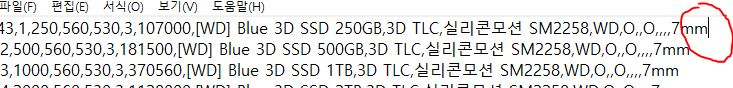 파일(F) 편집(E) 서식(O) 보기(V) 도움말(H)
43,1,250,560,530,3,107000,[WD] Blue 3D SSD 250GB,3D TLC,실리콘모션 SM2258,WD,O,,O,,,,7mm
2,500,560,530,3,181500,[WD] Blue 3D SSD 500GB,3D TLC,실리콘모션 SM2258,WD,O,,O,,,,7mm
3,1000,560,530,3,370560,[WD] Blue 3D SSD 1TB,3D TLC,실리콘모션 SM2258,WD,O,,O,,,,7mm